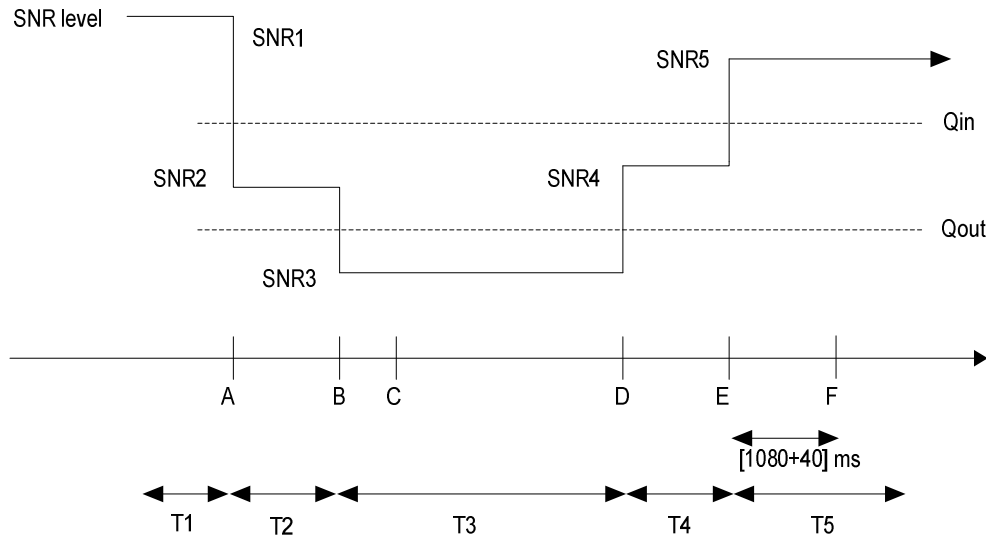 SNR level
SNR1
SNR5
Qin
SNR2
SNR4
Qout
SNR3
A B C D E F
[1080+40] ms
T1 T2 T3 T4 T5